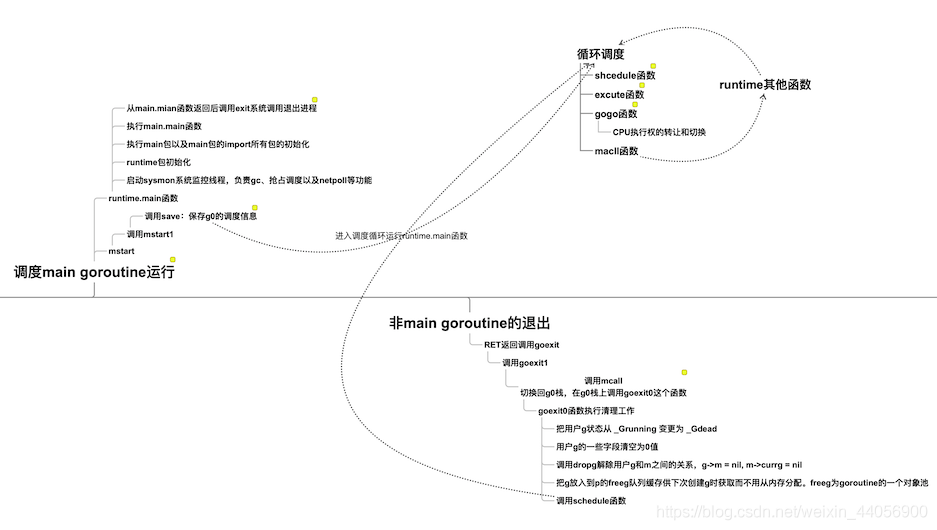 循环调度
shcedule函数
excute函数
gogo函数
CPU执行权的转让和切换
macll函数
runtime其他函数
从main.mian函数返回后调用exit系统调用退出进程
执行main.main函数
执行main包以及main包的import所有包的初始化
runtime包初始化
启动sysmon系统监控线程，负责gc、抢占调度以及netpoll等功能
runtime.main函数
调用save：保存g0的调度信息
调用mstart1
mstart
调度main goroutine运行
进入调度循环运行runtime.main函数
非main goroutine的退出
RET返回调用goexit
调用goexit1
调用mcall
切换回g0栈，在g0栈上调用goexit0这个函数
goexit0函数执行清理工作
把用户g状态从 _Grunning 变更为 _Gdead
用户g的一些字段清空为0值
调用dropg解除用户g和m之间的关系，g->m = nil, m->currg = nil
把g放入到p的freeg队列缓存供下次创建g时获取而不用从内存分配。freeg为goroutine的一个对象池
调用schedule函数
https://blog.csdn.net/weixin_44056900